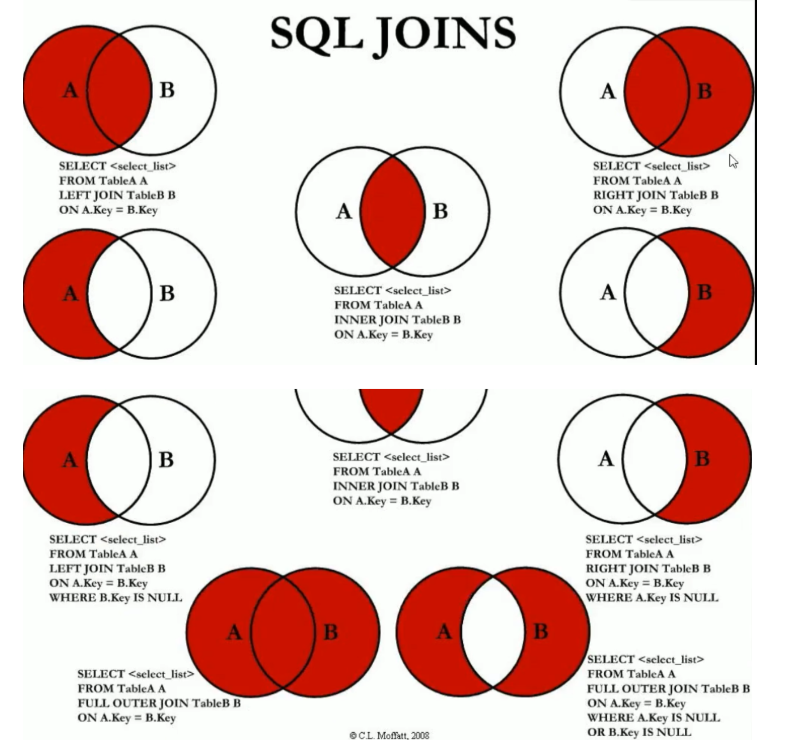 SQL JOINS
A B
SELECT <select_list>
FROM TableA A
LEFT JOIN TableB B
ON A.Key = B.Key
A B
SELECT <select_list>
FROM TableA A
RIGHT JOIN TableB B
ON A.Key = B.Key
A B
SELECT <select_list>
FROM TableA A
INNER JOIN TableB B
ON A.Key = B.Key
A B
A B
A B
SELECT <select_list>
FROM TableA A
INNER JOIN TableB B
ON A.Key = B.Key
A B
SELECT <select_list>
FROM TableA A
LEFT JOIN TableB B
ON A.Key = B.Key
WHERE B.Key IS NULL
SELECT <select_list>
FROM TableA A
RIGHT JOIN TableB B
ON A.Key = B.Key
WHERE A.Key IS NULL
A B
SELECT <select_list>
FROM TableA A
FULL OUTER JOIN TableB B
ON A.Key = B.Key
A B
SELECT <select_list>
FROM TableA A
FULL OUTER JOIN TableB B
ON A.Key = B.Key
WHERE A.Key IS NULL
OR B.Key IS NULL
© C.L. Moffatt, 2008